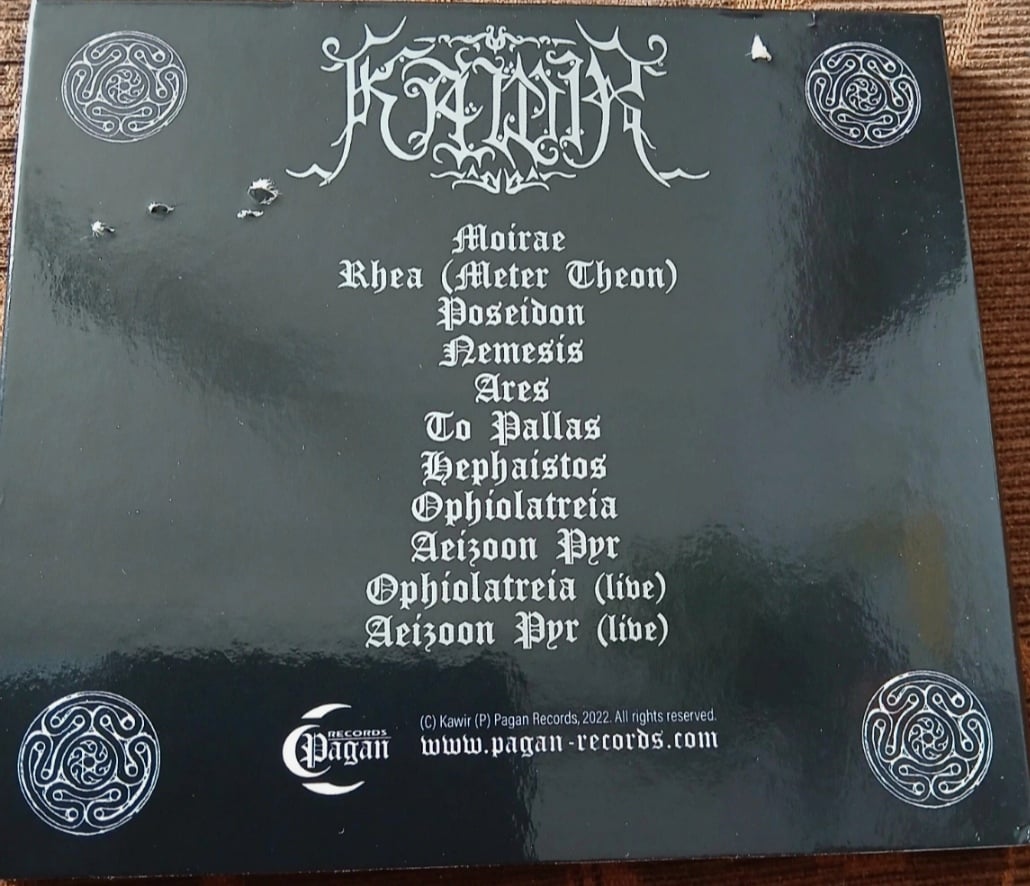 KAWIR
Moirae
Rhea (Meter Theon)
Poseidon
Nemesis
Ares
To Pallas
Hephaistos
Ophiolatreia
Aeizoon Pyr
Ophiolatreia (live)
Aeizoon Pyr (live)
RECORDS
Pagan
(C) Kawir (P) Pagan Records, 2022. All rights reserved.
www.pagan-records.com